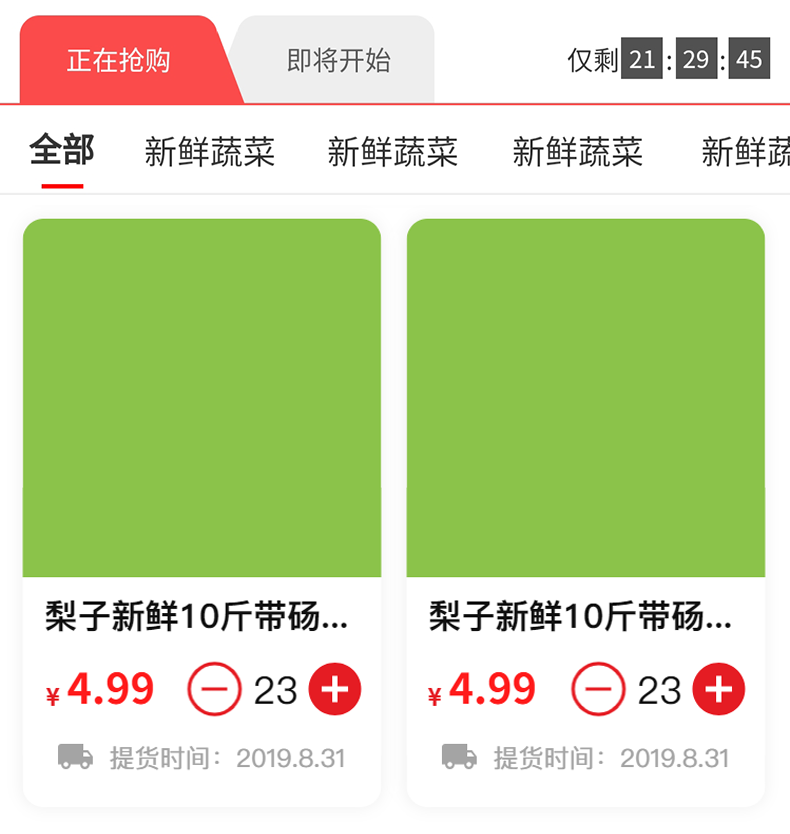 正在抢购 即将开始 仅剩 21 : 29 : 45
全部 新鲜蔬菜 新鲜蔬菜 新鲜蔬菜 新鲜蔬
梨子新鲜10斤带砀... 梨子新鲜10斤带砀...
¥4.99 23 ¥4.99 23
提货时间：2019.8.31 提货时间：2019.8.31